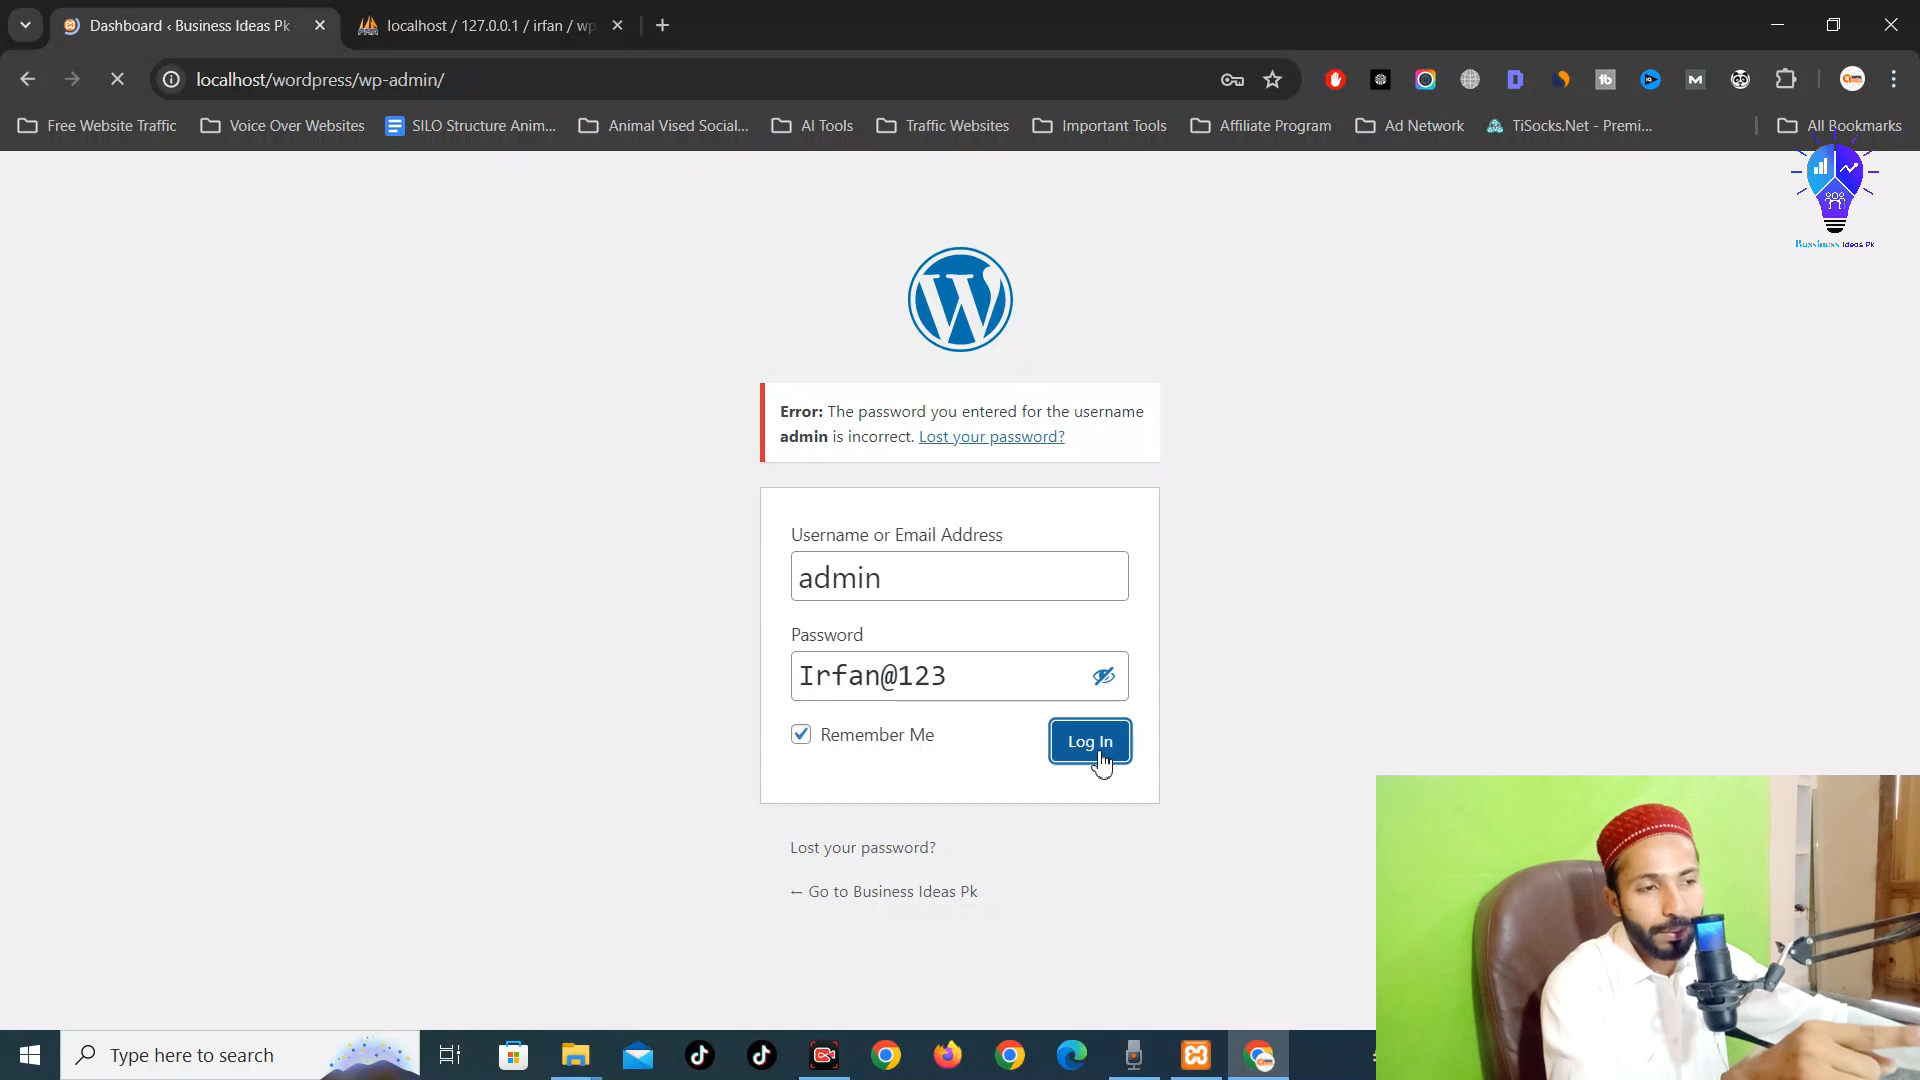 Dashboard ‹ Business Ideas Pk
localhost / 127.0.0.1 / irfan / wp
localhost/wordpress/wp-admin/
Free Website Traffic
Voice Over Websites
SILO Structure Anim...
Animal Vised Social...
AI Tools
Traffic Websites
Important Tools
Affiliate Program
Ad Network
TiSocks.Net - Premi...
All Bookmarks
Bussiness Ideas Pk
Error: The password you entered for the username
admin is incorrect. Lost your password?
Username or Email Address
admin
Password
Irfan@123
Remember Me
Log In
Lost your password?
← Go to Business Ideas Pk
Type here to search